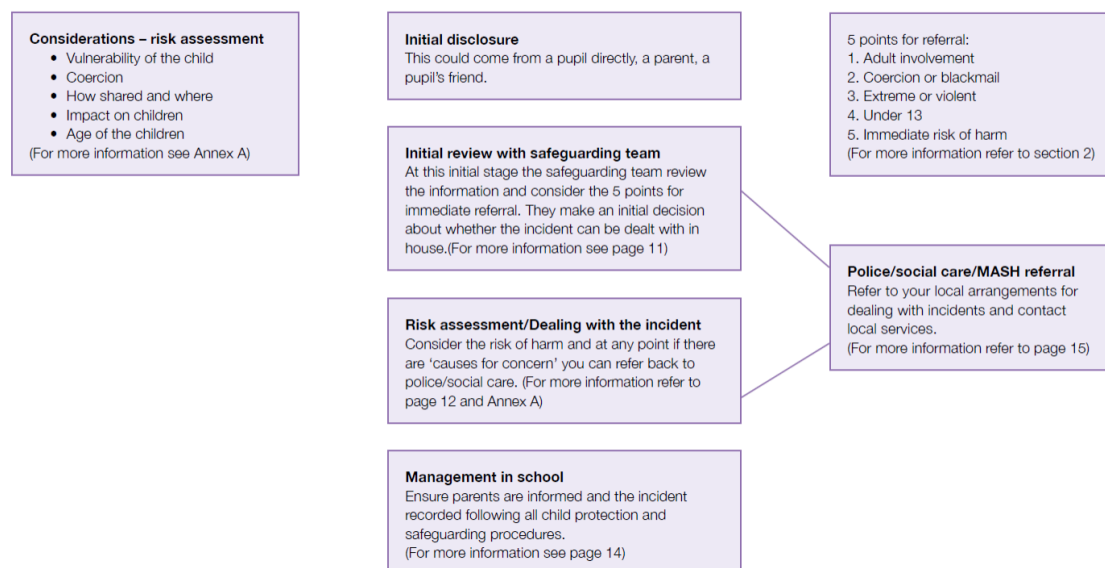 Considerations – risk assessment
• Vulnerability of the child
• Coercion
• How shared and where
• Impact on children
• Age of the children
(For more information see Annex A)
Initial disclosure
This could come from a pupil directly, a parent, a
pupil's friend.
5 points for referral:
1. Adult involvement
2. Coercion or blackmail
3. Extreme or violent
4. Under 13
5. Immediate risk of harm
(For more information refer to section 2)
Initial review with safeguarding team
At this initial stage the safeguarding team review
the information and consider the 5 points for
immediate referral. They make an initial decision
about whether the incident can be dealt with in
house.(For more information see page 11)
Police/social care/MASH referral
Refer to your local arrangements for
dealing with incidents and contact
local services.
(For more information refer to page 15)
Risk assessment/Dealing with the incident
Consider the risk of harm and at any point if there
are 'causes for concern' you can refer back to
police/social care. (For more information refer to
page 12 and Annex A)
Management in school
Ensure parents are informed and the incident
recorded following all child protection and
safeguarding procedures.
(For more information see page 14)